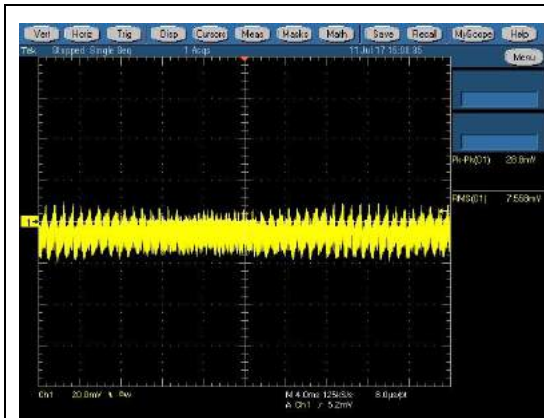 Vert Horiz Trig Disp Cursors Meas Masks Math Save Recall MyScope Help
Tek Stopped Single Seq 1 Acqs 11 Jul 17 15:08:35
Menu
Pk-Pk(C1) 28.8mV
RMS(C1) 7.558mV
1
Ch1 20.0mV Bw
M 4.0ms 125kS/s 8.0µs/pt
A Ch1 5.2mV